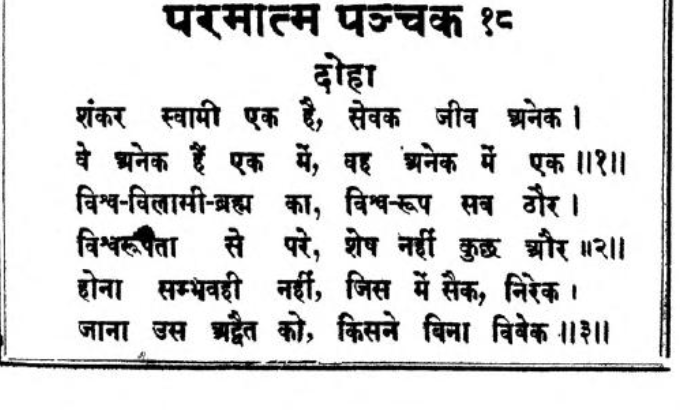 परमात्म पञ्चक १८
दोहा
शंकर स्वामी एक है, सेवक जीव अनेक ।
वे अनेक हैं एक में, वह अनेक में एक ॥१॥
विश्व-विलासी-ब्रह्म का, विश्व-रूप सब ठौर ।
विश्वरूपता से परे, शेष नहीं कुछ और ॥२॥
होना सम्भवही नहीं, जिस में सैक, निरेक ।
जाना उस अद्वैत को, किसने विना विवेक ॥३॥